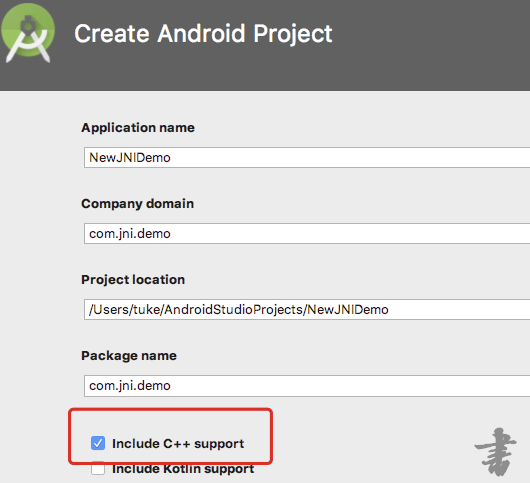 Create Android Project
Application name
NewJNIDemo
Company domain
com.jni.demo
Project location
/Users/tuke/AndroidStudioProjects/NewJNIDemo
Package name
com.jni.demo
Include C++ support
Include Kotlin support
書